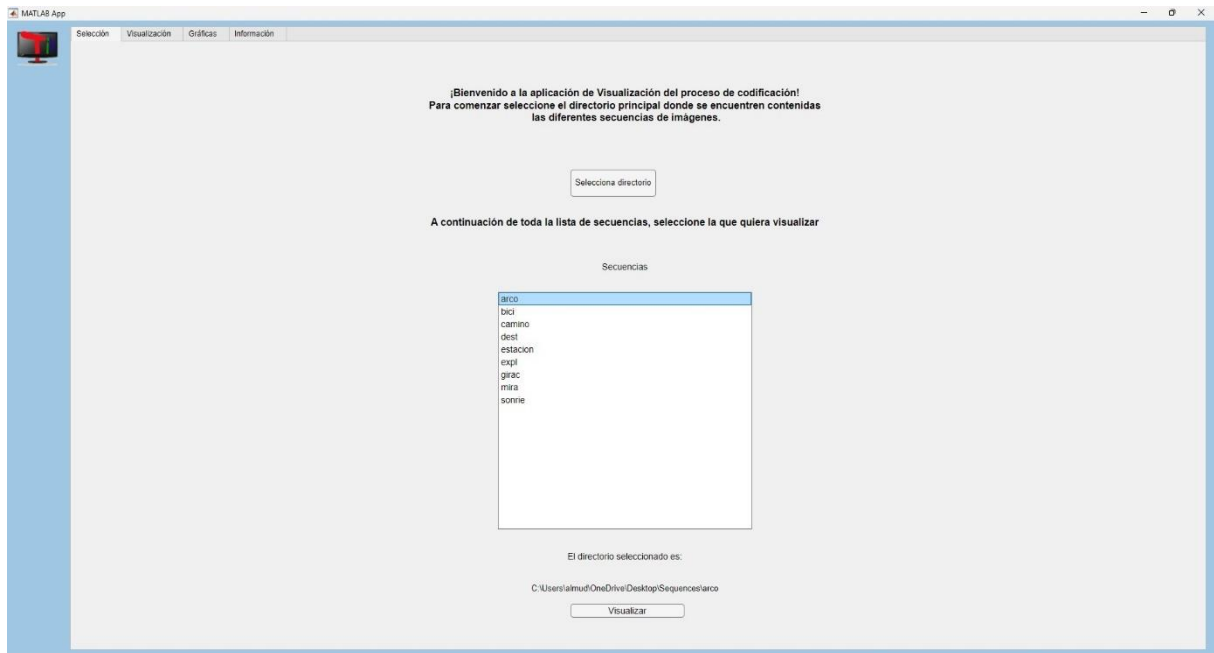 MATLAB App
Selección Visualización Gráficas Información
¡Bienvenido a la aplicación de Visualización del proceso de codificación!
Para comenzar seleccione el directorio principal donde se encuentren contenidas
las diferentes secuencias de imágenes.
Selecciona directorio
A continuación de toda la lista de secuencias, seleccione la que quiera visualizar
Secuencias
arco
bici
camino
dest
estacion
expl
girac
mira
sonrie
El directorio seleccionado es:
C:\Users\almud\OneDrive\Desktop\Sequences\arco
Visualizar